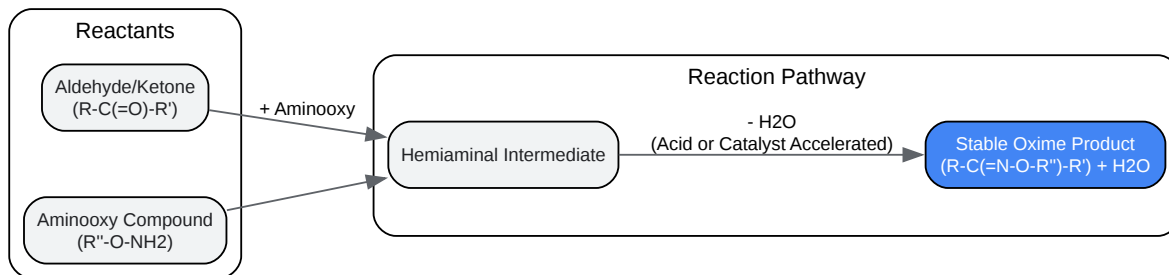 Reactants
Aldehyde/Ketone
(R-C(=O)-R')
Aminooxy Compound
(R''-O-NH2)
+ Aminooxy
Reaction Pathway
Hemiaminal Intermediate
- H2O
(Acid or Catalyst Accelerated)
Stable Oxime Product
(R-C(=N-O-R'')-R') + H2O